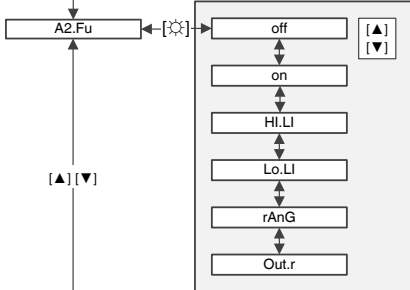 A2.Fu
[☼]
off
[▲]
[▼]
on
HI.LI
Lo.LI
[▲] [▼]
rAnG
Out.r